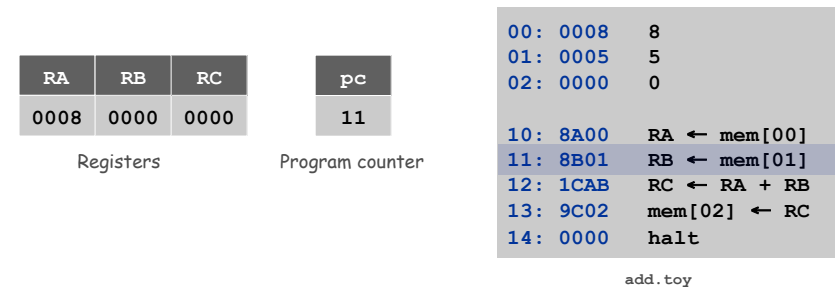 RA RB RC
0008 0000 0000
Registers
pc
11
Program counter
00: 0008 8
01: 0005 5
02: 0000 0
10: 8A00 RA ← mem[00]
11: 8B01 RB ← mem[01]
12: 1CAB RC ← RA + RB
13: 9C02 mem[02] ← RC
14: 0000 halt
add.toy